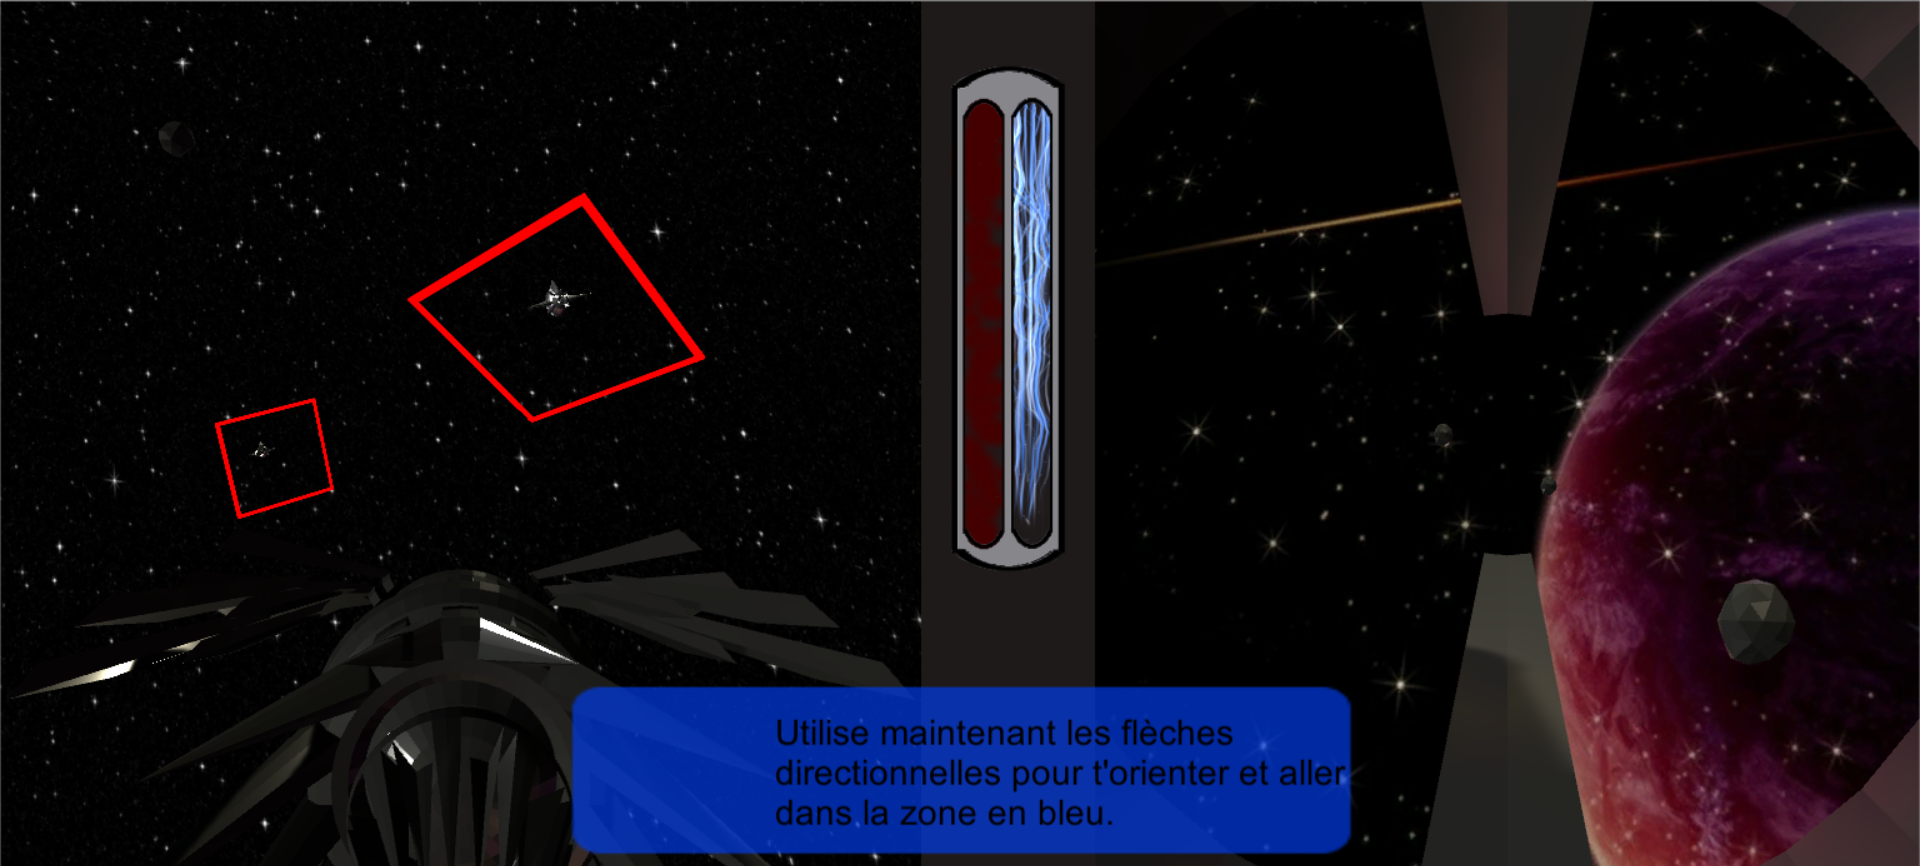 Utilise maintenant les flèches
directionnelles pour t'orienter et aller
dans la zone en bleu.